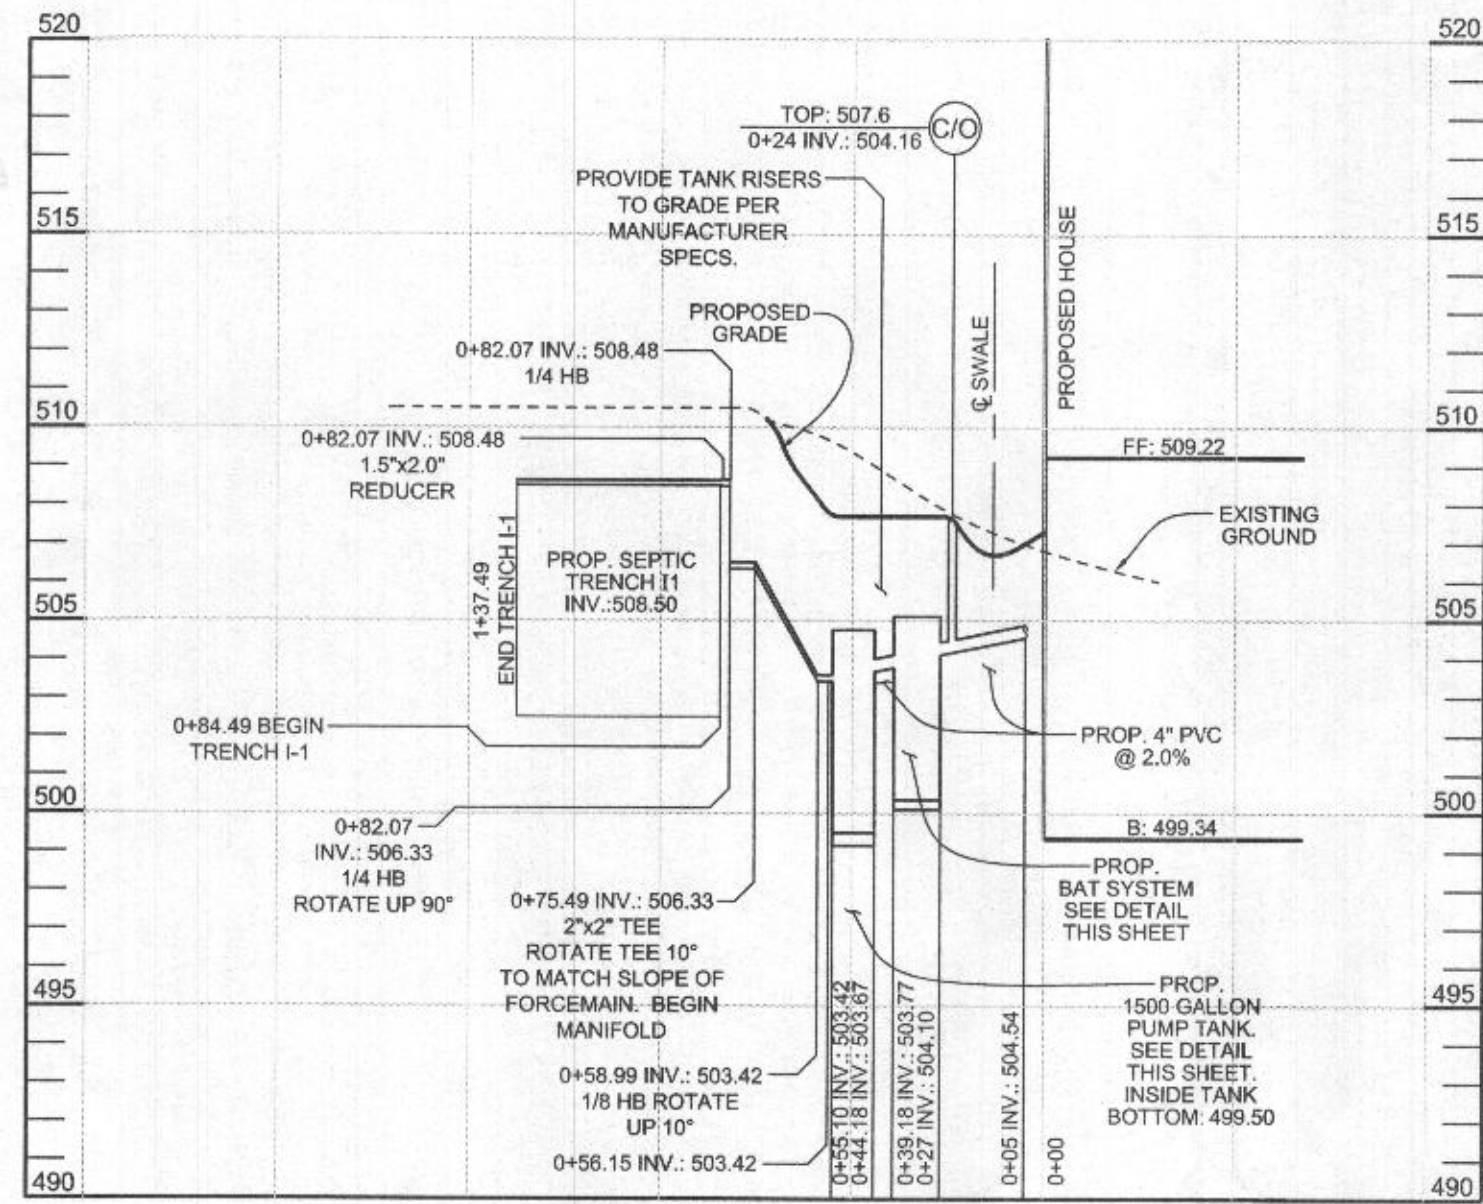 520
520
TOP: 507.6
0+24 INV.: 504.16
C/O
PROVIDE TANK RISERS
TO GRADE PER
MANUFACTURER
SPECS.
515
515
PROPOSED HOUSE
℄ SWALE
PROPOSED
GRADE
0+82.07 INV.: 508.48
1/4 HB
510
510
0+82.07 INV.: 508.48
1.5"x2.0"
REDUCER
FF: 509.22
EXISTING
GROUND
PROP. SEPTIC
TRENCH I1
INV.:508.50
1+37.49
END TRENCH I-1
505
505
0+84.49 BEGIN
TRENCH I-1
PROP. 4" PVC
@ 2.0%
500
500
B: 499.34
0+82.07
INV.: 506.33
1/4 HB
ROTATE UP 90°
0+75.49 INV.: 506.33
2"x2" TEE
ROTATE TEE 10°
TO MATCH SLOPE OF
FORCEMAIN. BEGIN
MANIFOLD
PROP.
BAT SYSTEM
SEE DETAIL
THIS SHEET
495
495
PROP.
1500 GALLON
PUMP TANK.
SEE DETAIL
THIS SHEET.
INSIDE TANK
BOTTOM: 499.50
0+58.99 INV.: 503.42
1/8 HB ROTATE
UP 10°
0+56.15 INV.: 503.42
0+55.10 INV.: 503.42
0+44.18 INV.: 503.67
0+39.18 INV.: 503.77
0+27 INV.: 504.10
0+05 INV.: 504.54
0+00
490
490